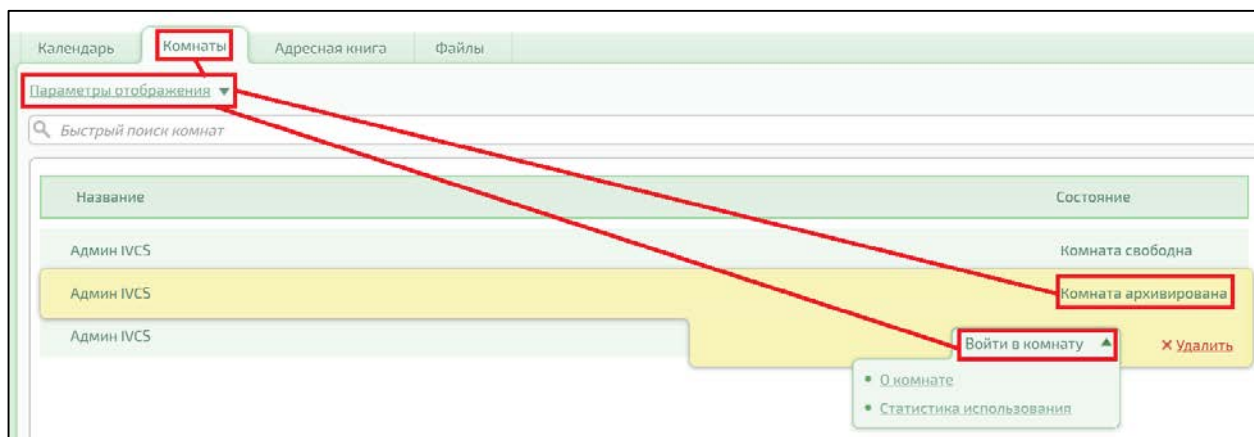 Календарь Комнаты Адресная книга Файлы
Параметры отображения ▼
Быстрый поиск комнат
Название Состояние
Админ IVCS Комната свободна
Админ IVCS Комната архивирована
Админ IVCS Войти в комнату ▲ × Удалить
• О комнате
• Статистика использования